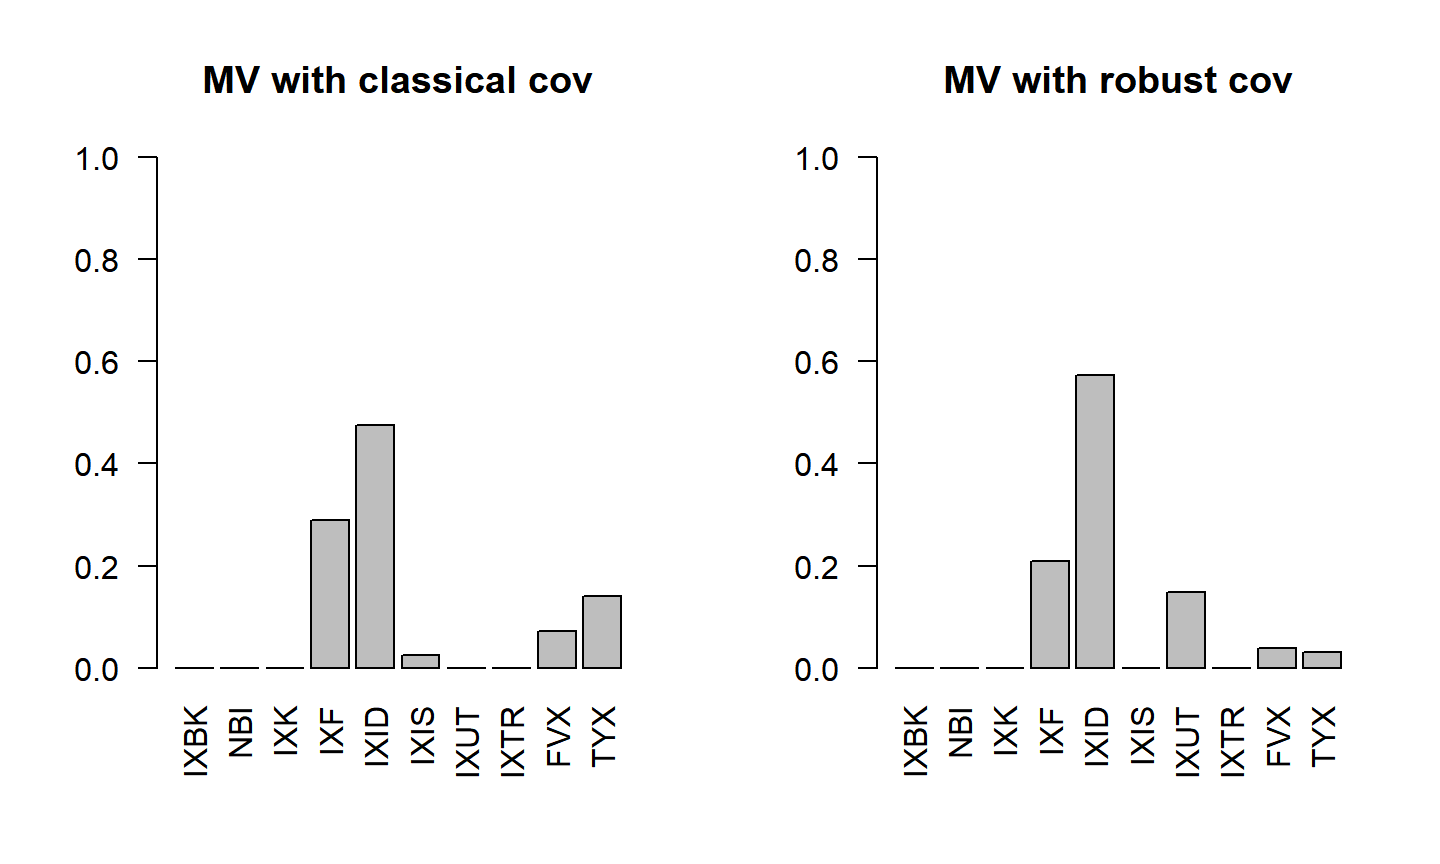 MV with classical cov
1.0
0.8
0.6
0.4
0.2
0.0
IXBK
NBI
IXK
IXF
IXID
IXIS
IXUT
IXTR
FVX
TYX
MV with robust cov
1.0
0.8
0.6
0.4
0.2
0.0
IXBK
NBI
IXK
IXF
IXID
IXIS
IXUT
IXTR
FVX
TYX